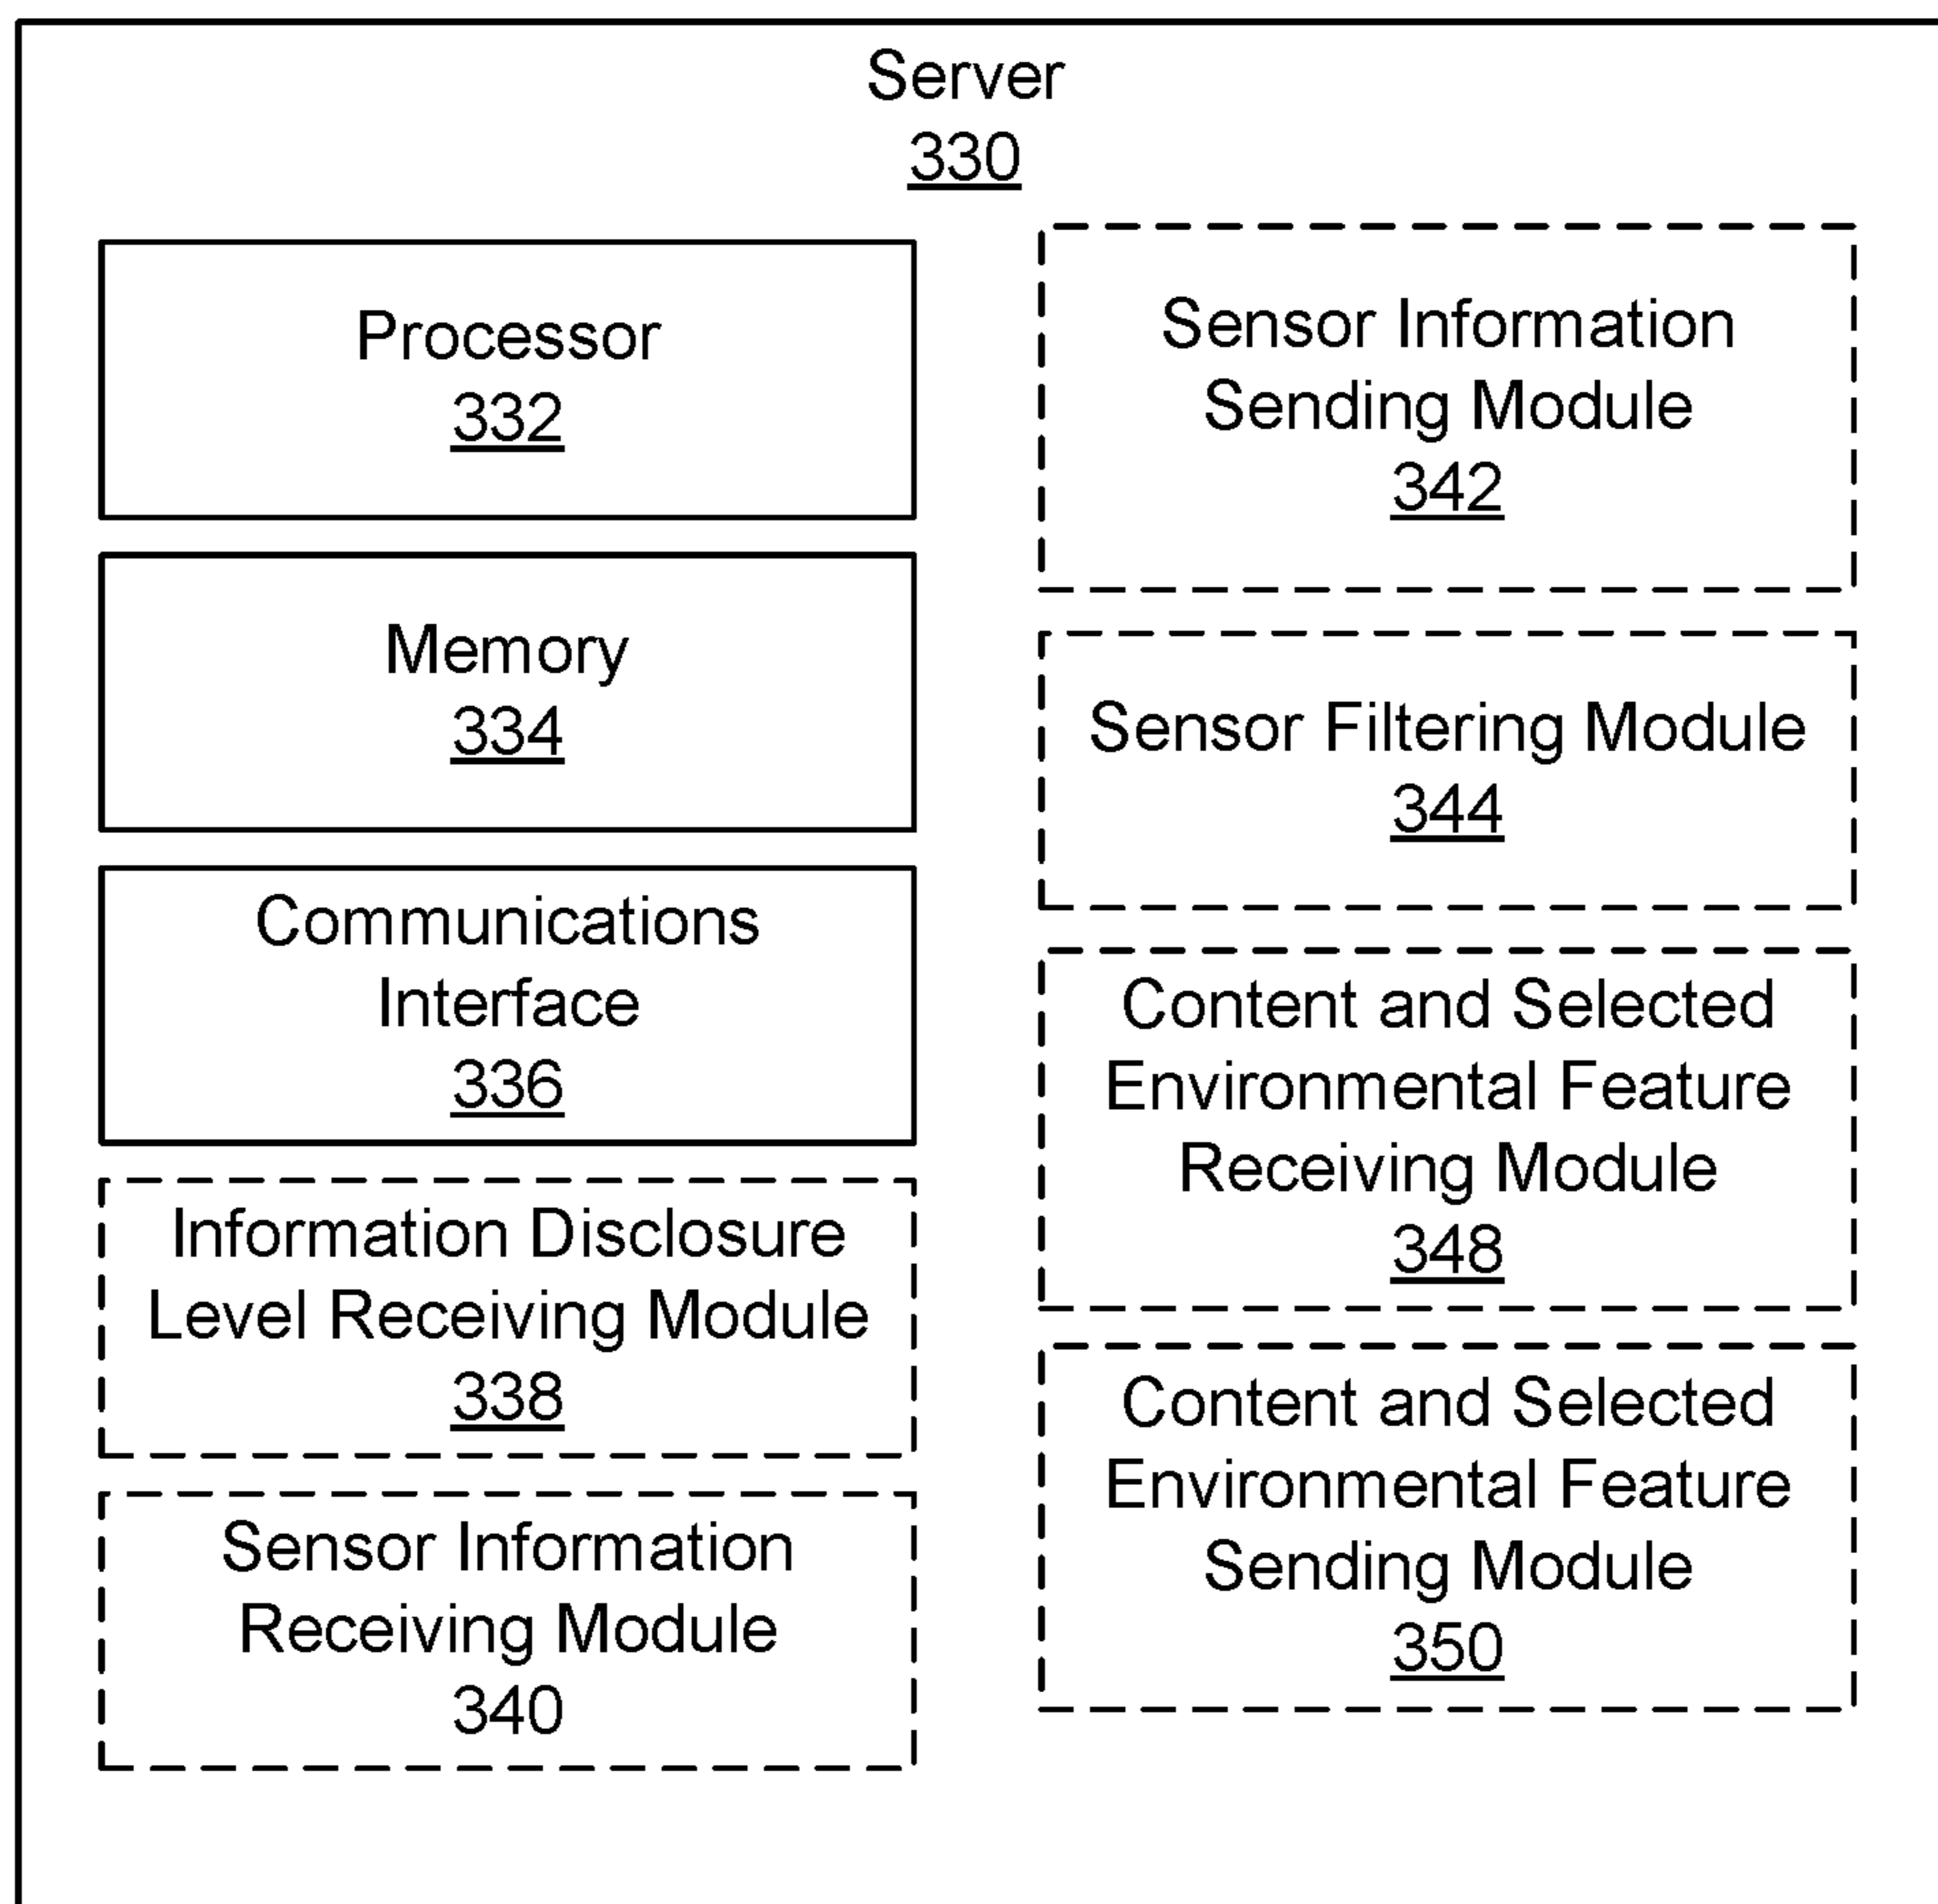 Server
330
Processor
332
Memory
334
Communications
Interface
336
Information Disclosure
Level Receiving Module
338
Sensor Information
Receiving Module
340
Sensor Information
Sending Module
342
Sensor Filtering Module
344
Content and Selected
Environmental Feature
Receiving Module
348
Content and Selected
Environmental Feature
Sending Module
350